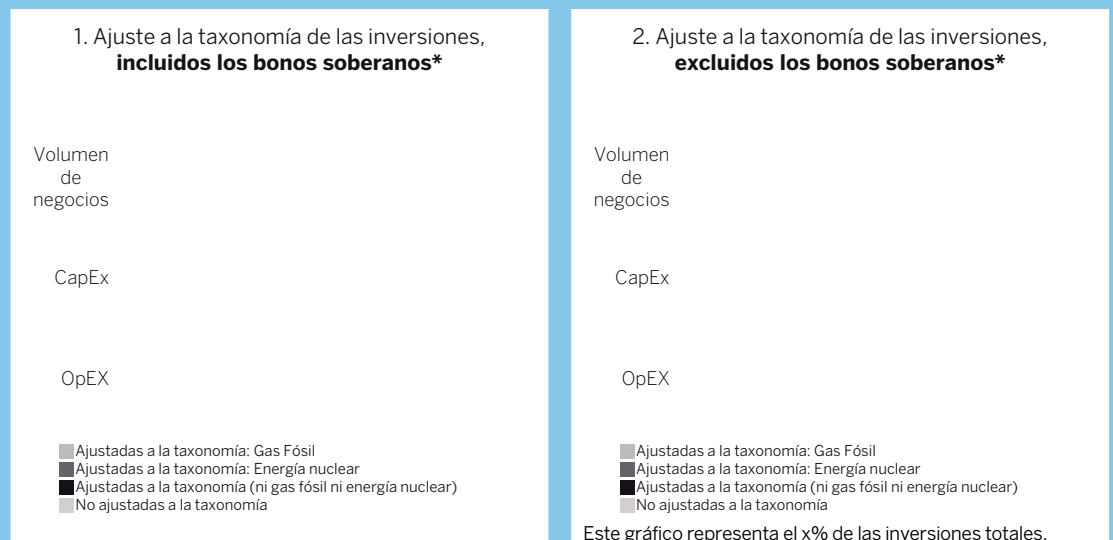 1. Ajuste a la taxonomía de las inversiones,
incluidos los bonos soberanos*
Volumen
de
negocios
CapEx
OpEX
Ajustadas a la taxonomía: Gas Fósil
Ajustadas a la taxonomía: Energía nuclear
Ajustadas a la taxonomía (ni gas fósil ni energía nuclear)
No ajustadas a la taxonomía
2. Ajuste a la taxonomía de las inversiones,
excluidos los bonos soberanos*
Volumen
de
negocios
CapEx
OpEX
Ajustadas a la taxonomía: Gas Fósil
Ajustadas a la taxonomía: Energía nuclear
Ajustadas a la taxonomía (ni gas fósil ni energía nuclear)
No ajustadas a la taxonomía
Este gráfico representa el x% de las inversiones totales.